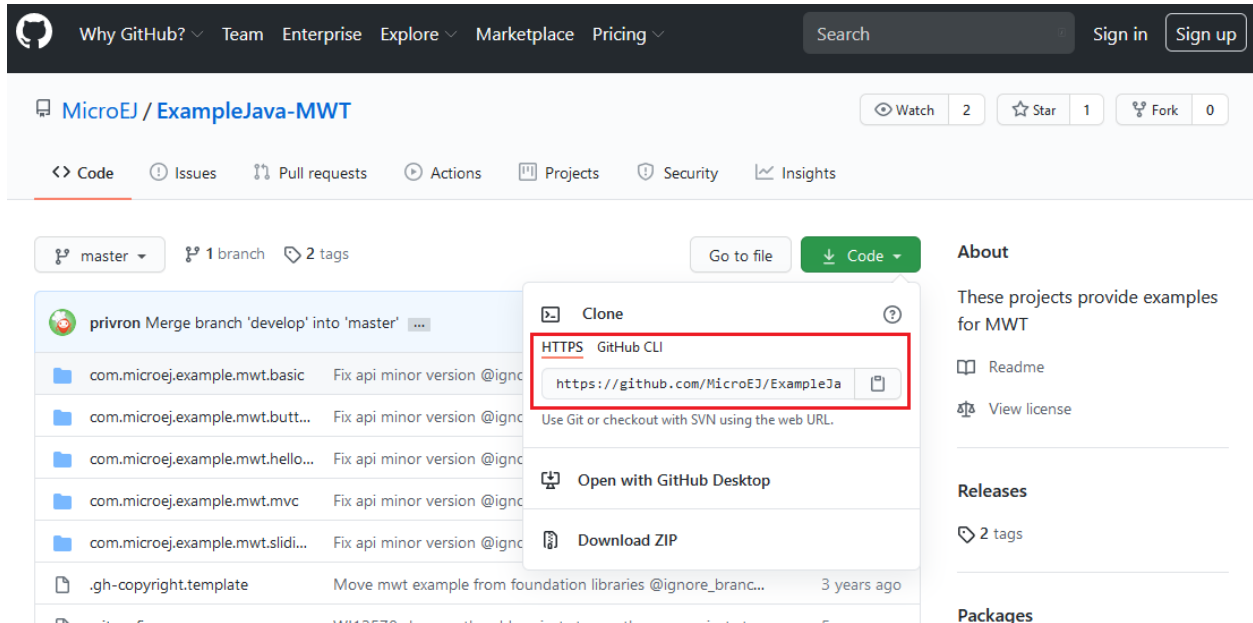 Why GitHub? Team Enterprise Explore Marketplace Pricing Search Sign in Sign up
MicroEJ / ExampleJava-MWT Watch 2 Star 1 Fork 0
Code Issues Pull requests Actions Projects Security Insights
master 1 branch 2 tags Go to file Code
privron Merge branch 'develop' into 'master' ...
com.microej.example.mwt.basic Fix api minor version
com.microej.example.mwt.butt... Fix api minor version
com.microej.example.mwt.hello... Fix api minor version
com.microej.example.mwt.mvc Fix api minor version
com.microej.example.mwt.slidi... Fix api minor version
.gh-copyright.template Move mwt example from foundation libraries @ignore_branc... 3 years ago
Clone
HTTPS GitHub CLI
https://github.com/MicroEJ/ExampleJa
Use Git or checkout with SVN using the web URL.
Open with GitHub Desktop
Download ZIP
About
These projects provide examples
for MWT
Readme
View license
Releases
2 tags
Packages